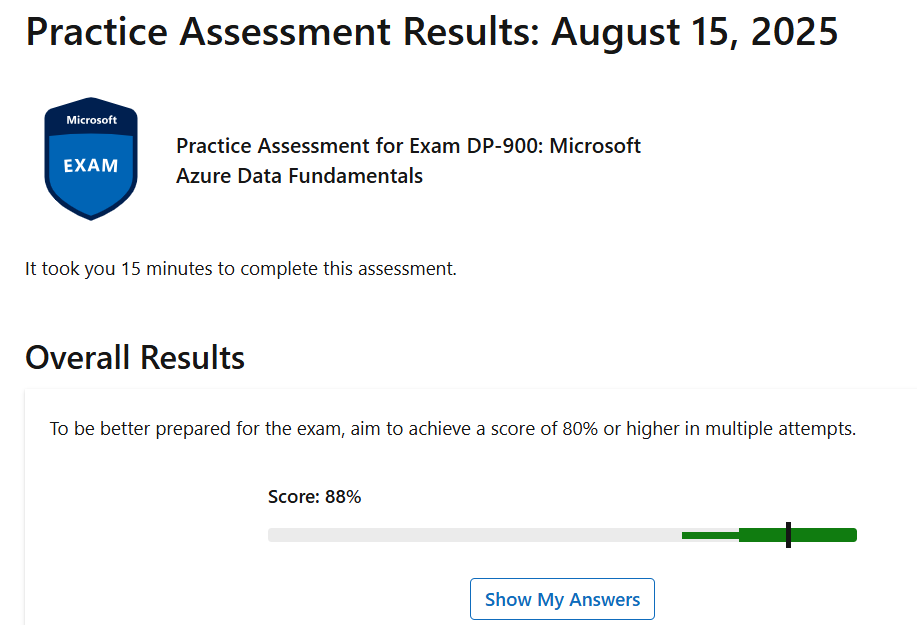 Practice Assessment Results: August 15, 2025
Microsoft
EXAM
Practice Assessment for Exam DP-900: Microsoft
Azure Data Fundamentals
It took you 15 minutes to complete this assessment.
Overall Results
To be better prepared for the exam, aim to achieve a score of 80% or higher in multiple attempts.
Score: 88%
Show My Answers